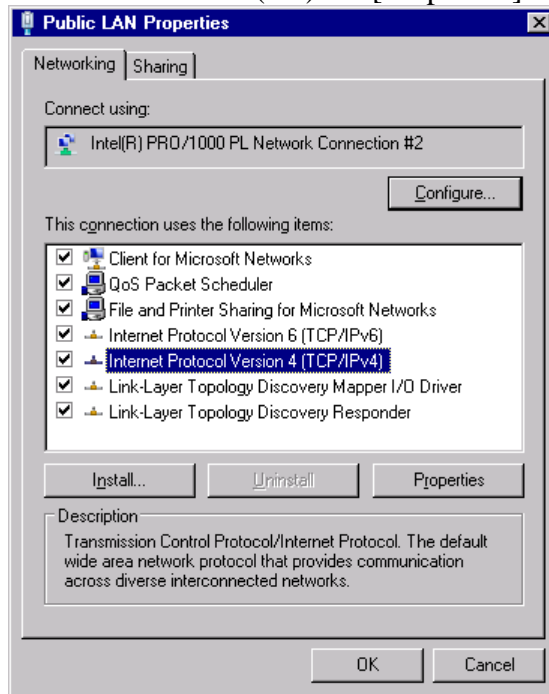 Public LAN Properties
Networking
Sharing
Connect using:
Intel(R) PRO/1000 PL Network Connection #2
Configure...
This connection uses the following items:
Client for Microsoft Networks
QoS Packet Scheduler
File and Printer Sharing for Microsoft Networks
Internet Protocol Version 6 (TCP/IPv6)
Internet Protocol Version 4 (TCP/IPv4)
Link-Layer Topology Discovery Mapper I/O Driver
Link-Layer Topology Discovery Responder
Install...
Uninstall
Properties
Description
Transmission Control Protocol/Internet Protocol. The default
wide area network protocol that provides communication
across diverse interconnected networks.
OK
Cancel